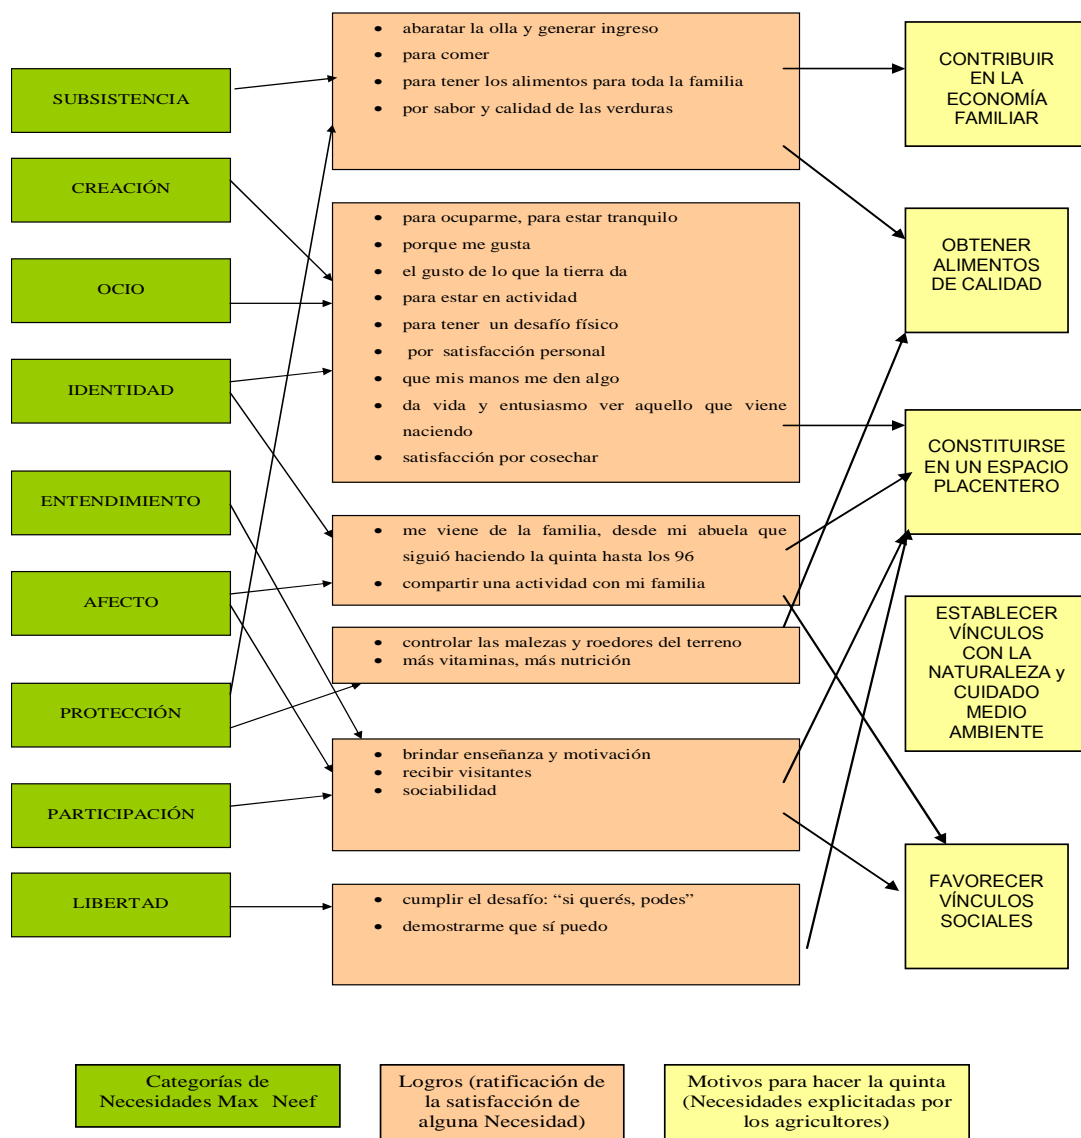 SUBSISTENCIA
CREACIÓN
OCIO
IDENTIDAD
ENTENDIMIENTO
AFECTO
PROTECCIÓN
PARTICIPACIÓN
LIBERTAD
• abaratar la olla y generar ingreso
• para comer
• para tener los alimentos para toda la familia
• por sabor y calidad de las verduras
• para ocuparme, para estar tranquilo
• porque me gusta
• el gusto de lo que la tierra da
• para estar en actividad
• para tener un desafío físico
• por satisfacción personal
• que mis manos me den algo
• da vida y entusiasmo ver aquello que viene
naciendo
• satisfacción por cosechar
• me viene de la familia, desde mi abuela que
siguió haciendo la quinta hasta los 96
• compartir una actividad con mi familia
• controlar las malezas y roedores del terreno
• más vitaminas, más nutrición
• brindar enseñanza y motivación
• recibir visitantes
• sociabilidad
• cumplir el desafío: “si querés, podes”
• demostrarme que sí puedo
CONTRIBUIR
EN LA
ECONOMÍA
FAMILIAR
OBTENER
ALIMENTOS
DE CALIDAD
CONSTITUIRSE
EN UN ESPACIO
PLACENTERO
ESTABLECER
VÍNCULOS
CON LA
NATURALEZA y
CUIDADO
MEDIO
AMBIENTE
FAVORECER
VÍNCULOS
SOCIALES
Categorías de
Necesidades Max Neef
Logros (ratificación de
la satisfacción de
alguna Necesidad)
Motivos para hacer la quinta
(Necesidades explicitadas por
los agricultores)